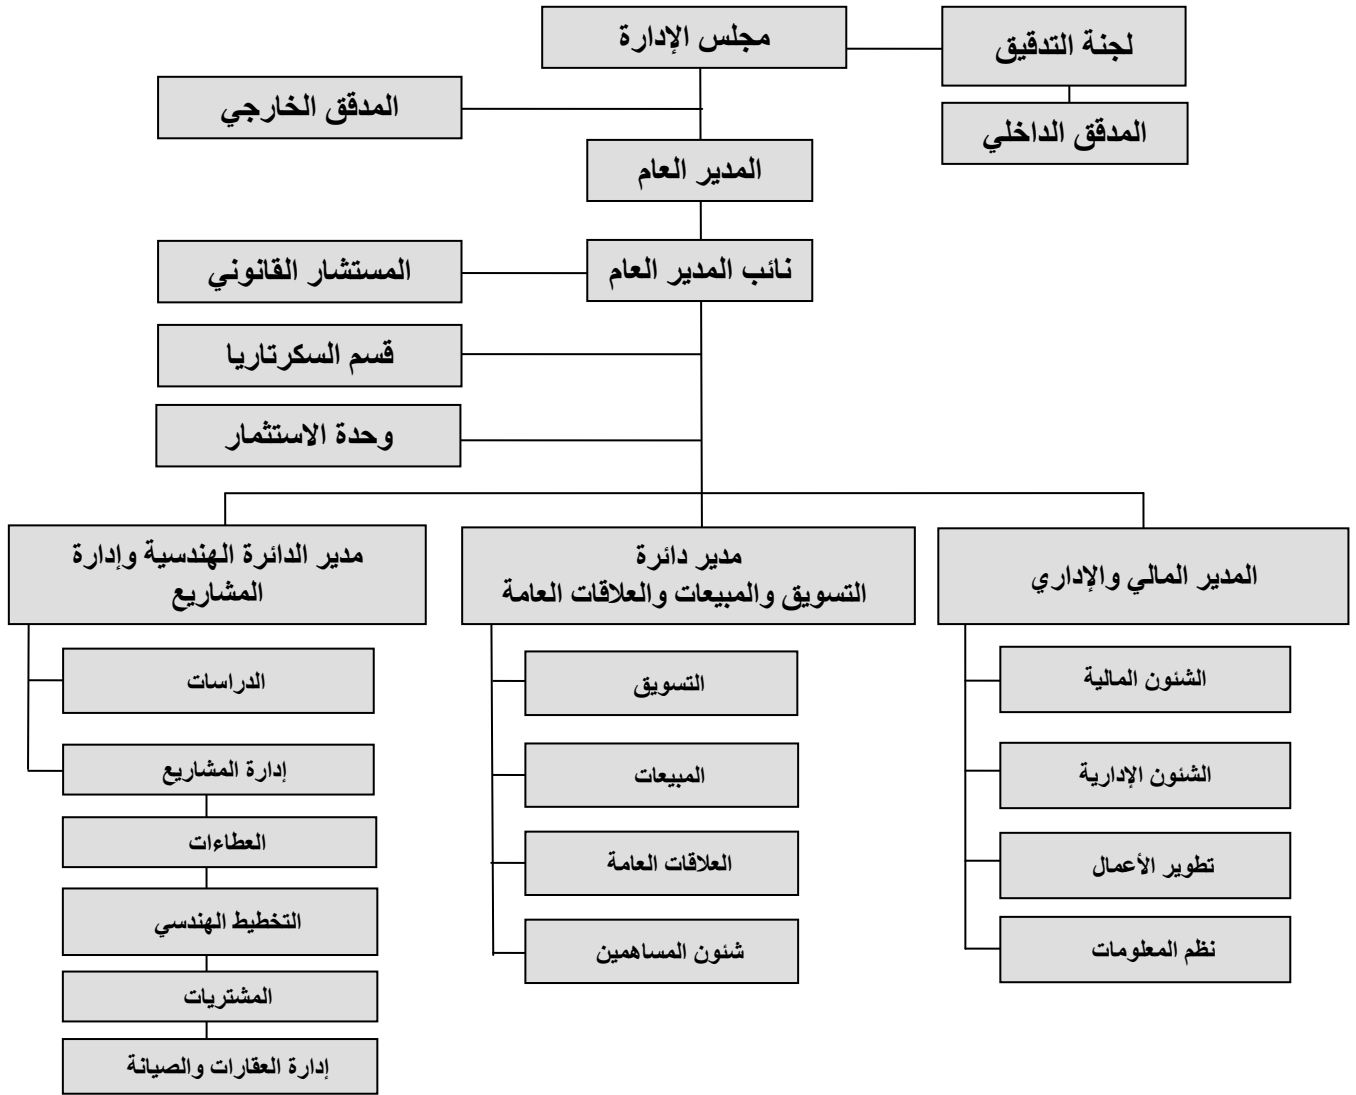 مجلس الإدارة
لجنة التدقيق
المدقق الخارجي
المدقق الداخلي
المدير العام
نائب المدير العام
المستشار القانوني
قسم السكرتاريا
وحدة الاستثمار
المدير المالي والإداري
الشئون المالية
الشئون الإدارية
تطوير الأعمال
نظم المعلومات
مدير دائرة
التسويق والمبيعات والعلاقات العامة
التسويق
المبيعات
العلاقات العامة
شئون المساهمين
مدير الدائرة الهندسية وإدارة
المشاريع
الدراسات
إدارة المشاريع
العطاءات
التخطيط الهندسي
المشتريات
إدارة العقارات والصيانة